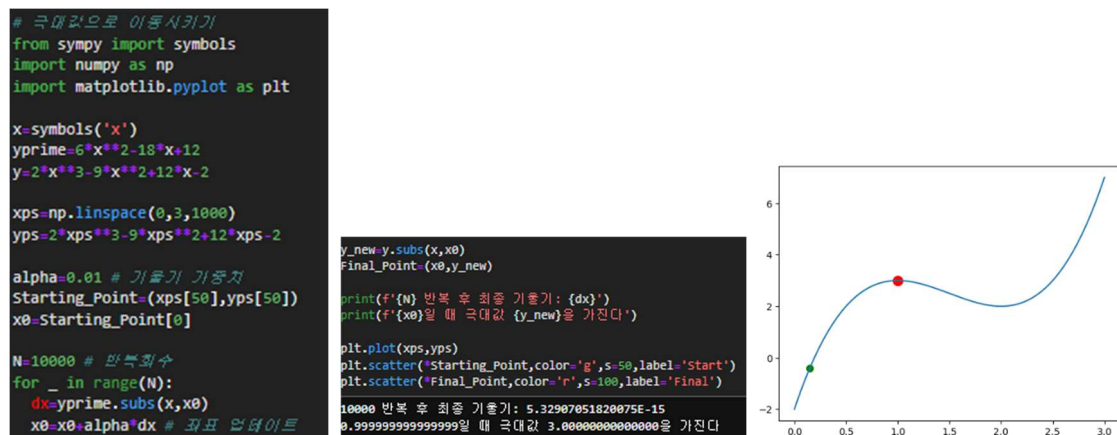 # 극대값으로 이동시키기
from sympy import symbols
import numpy as np
import matplotlib.pyplot as plt
x=symbols('x')
yprime=6*x**2-18*x+12
y=2*x**3-9*x**2+12*x-2
xps=np.linspace(0,3,1000)
yps=2*xps**3-9*xps**2+12*xps-2
alpha=0.01 # 기울기 가중치
Starting_Point=(xps[50],yps[50])
x0=Starting_Point[0]
N=10000 # 반복횟수
for _ in range(N):
dx=yprime.subs(x,x0)
x0=x0+alpha*dx # 좌표 업데이트
y_new=y.subs(x,x0)
Final_Point=(x0,y_new)
print(f'{N} 반복 후 최종 기울기: {dx}')
print(f'{x0}일 때 극대값 {y_new}을 가진다')
plt.plot(xps,yps)
plt.scatter(*Starting_Point,color='g',s=50,label='Start')
plt.scatter(*Final_Point,color='r',s=100,label='Final')
10000 반복 후 최종 기울기: 5.32907051820075E-15
0.999999999999999일 때 극대값 3.00000000000000을 가진다
6
4
2
0
−2
0.0 0.5 1.0 1.5 2.0 2.5 3.0